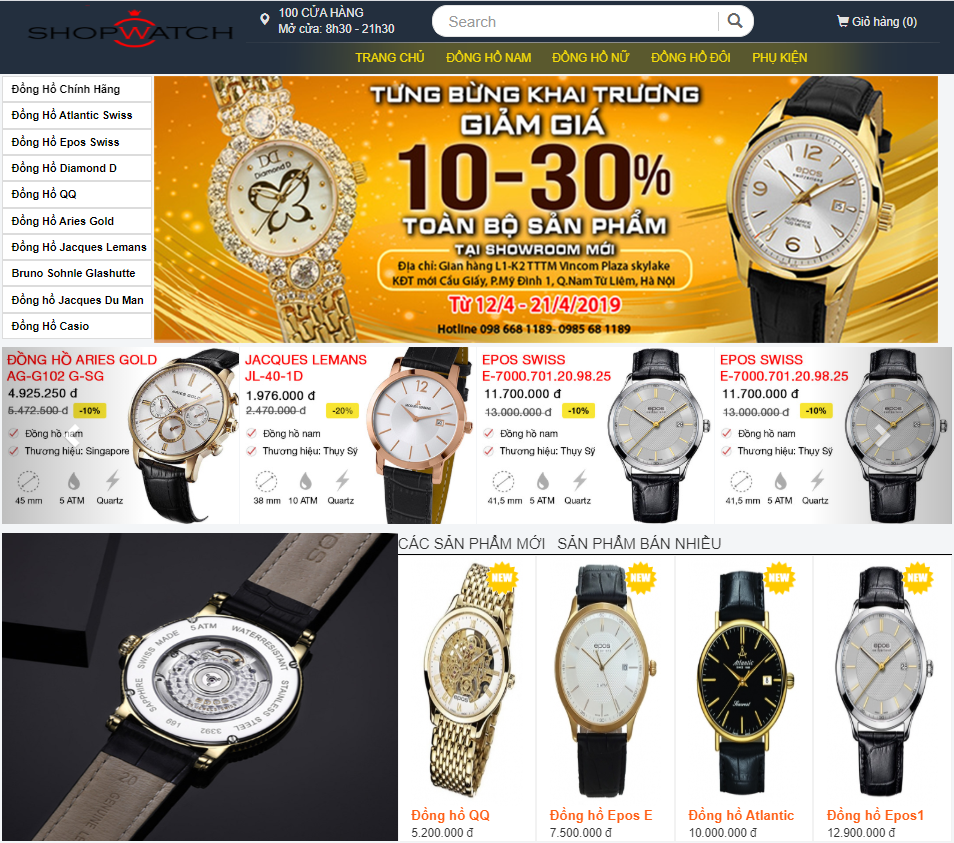 SHOPWATCH
100 CỬA HÀNG
Mở cửa: 8h30 - 21h30
Search
Giỏ hàng (0)
TRANG CHỦ ĐỒNG HỒ NAM ĐỒNG HỒ NỮ ĐỒNG HỒ ĐÔI PHỤ KIỆN
Đồng Hồ Chính Hãng
Đồng Hồ Atlantic Swiss
Đồng Hồ Epos Swiss
Đồng Hồ Diamond D
Đồng Hồ QQ
Đồng Hồ Aries Gold
Đồng Hồ Jacques Lemans
Bruno Sohnle Glashutte
Đồng hồ Jacques Du Man
Đồng Hồ Casio
TƯNG BỪNG KHAI TRƯƠNG
GIẢM GIÁ
10-30%
TOÀN BỘ SẢN PHẨM
TẠI SHOWROOM MỚI
Địa chỉ: Gian hàng L1-K2 TTTM Vincom Plaza skylake
KĐT mới Cầu Giấy, P.Mỹ Đình 1, Q.Nam Từ Liêm, Hà Nội
Từ 12/4 - 21/4/2019
Hotline 098 668 1189- 0985 68 1189
Diamond D
epos
ĐỒNG HỒ ARIES GOLD
AG-G102 G-SG
4.925.250 đ
5.472.500 đ -10%
Đồng hồ nam
Thương hiệu: Singapore
45 mm 5 ATM Quartz
ARIES GOLD
JACQUES LEMANS
JL-40-1D
1.976.000 đ
2.470.000 đ -20%
Đồng hồ nam
Thương hiệu: Thụy Sỹ
38 mm 10 ATM Quartz
EPOS SWISS
E-7000.701.20.98.25
11.700.000 đ
13.000.000 đ -10%
Đồng hồ nam
Thương hiệu: Thụy Sỹ
41,5 mm 5 ATM Quartz
epos
EPOS SWISS
E-7000.701.20.98.25
11.700.000 đ
13.000.000 đ -10%
Đồng hồ nam
Thương hiệu: Thụy Sỹ
41,5 mm 5 ATM Quartz
epos
CÁC SẢN PHẨM MỚI SẢN PHẨM BÁN NHIỀU
SAPPHIRE SWISS MADE 5 ATM WATERRESISTANT STAINLESS STEEL 3392 169
20
GENUINE
NEW
NEW
NEW
NEW
epos
Atlantic
epos
Đồng hồ QQ
5.200.000 đ
Đồng hồ Epos E
7.500.000 đ
Đồng hồ Atlantic
10.000.000 đ
Đồng hồ Epos1
12.900.000 đ